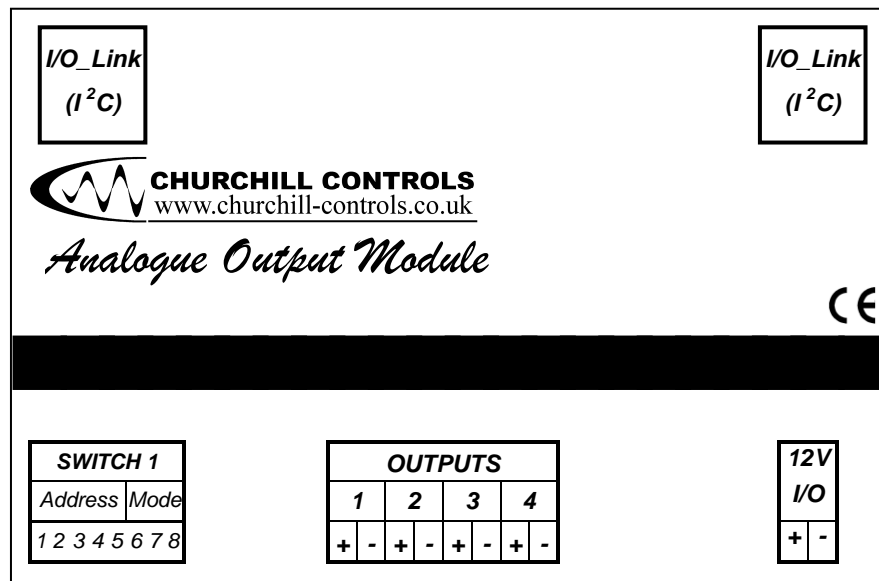 I/O_Link I/O_Link
(I²C) (I²C)
CHURCHILL CONTROLS
www.churchill-controls.co.uk
Analogue Output Module
CE
SWITCH 1
Address Mode
1 2 3 4 5 6 7 8
OUTPUTS
1 2 3 4
+ - + - + - + -
12V
I/O
+ -